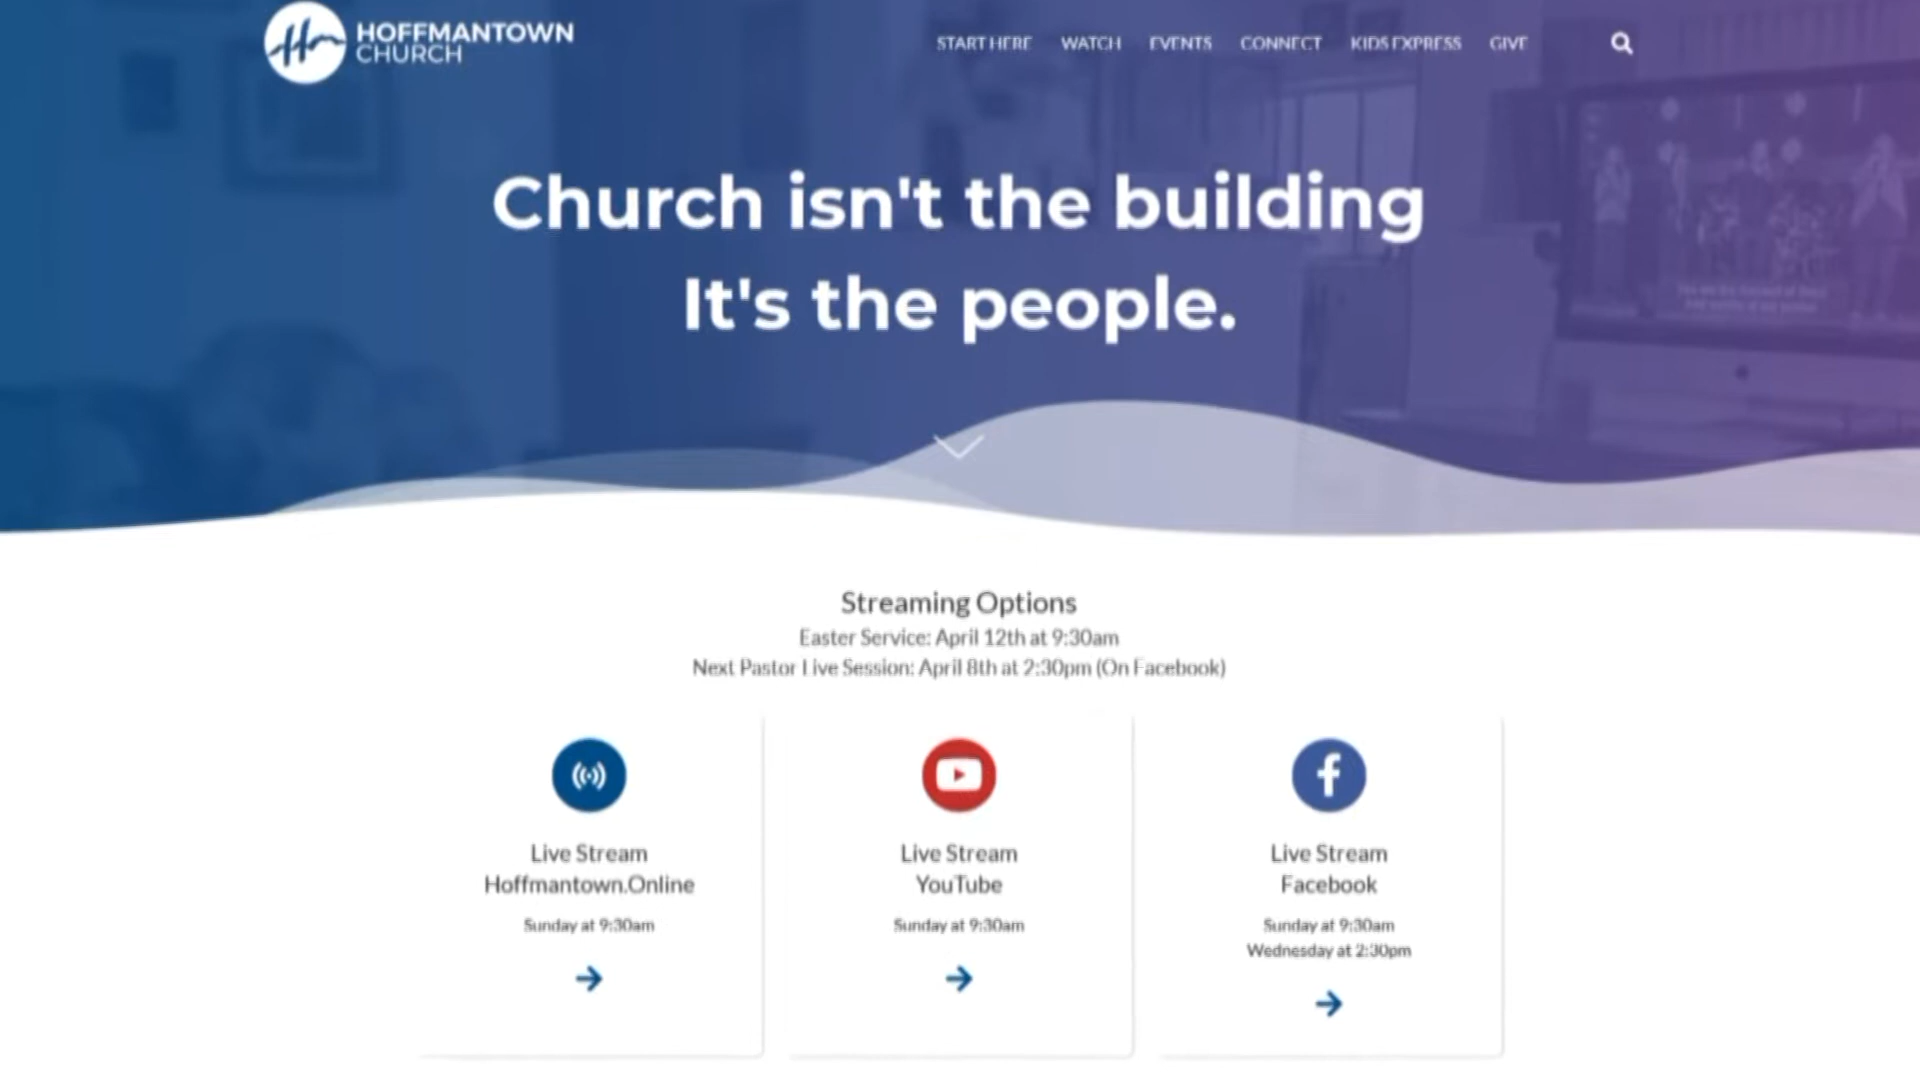 HOFFMANTOWN
CHURCH
START HERE WATCH EVENTS CONNECT KIDS EXPRESS GIVE
Church isn't the building
It's the people.
Streaming Options
Easter Service: April 12th at 9:30am
Next Pastor Live Session: April 8th at 2:30pm (On Facebook)
Live Stream
Hoffmantown.Online
Sunday at 9:30am
Live Stream
YouTube
Sunday at 9:30am
Live Stream
Facebook
Sunday at 9:30am
Wednesday at 2:30pm